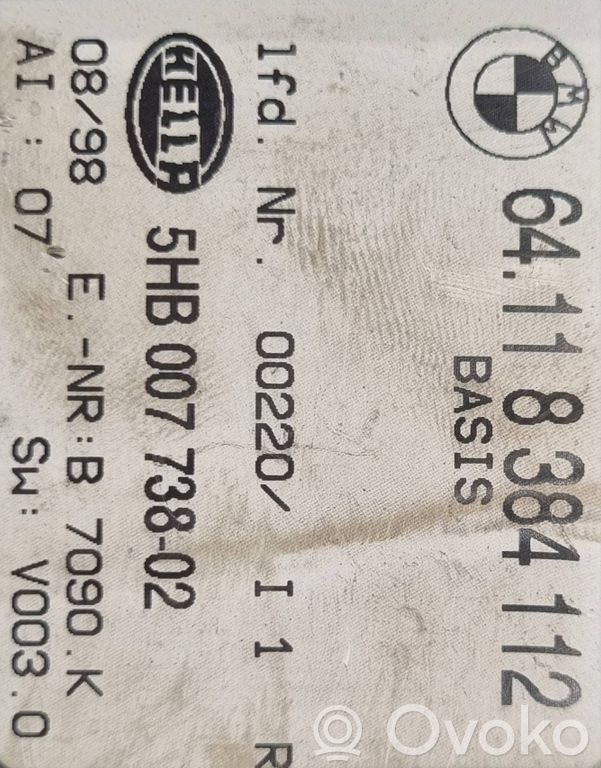 BMW
64.11 8 384 112
BASIS
lfd. Nr. 00220/ I 1 R
HELLA 5HB 007 738-02
08/98 E.-NR:B 7090.K
AI : 07 SW: V003.0
Ovoko